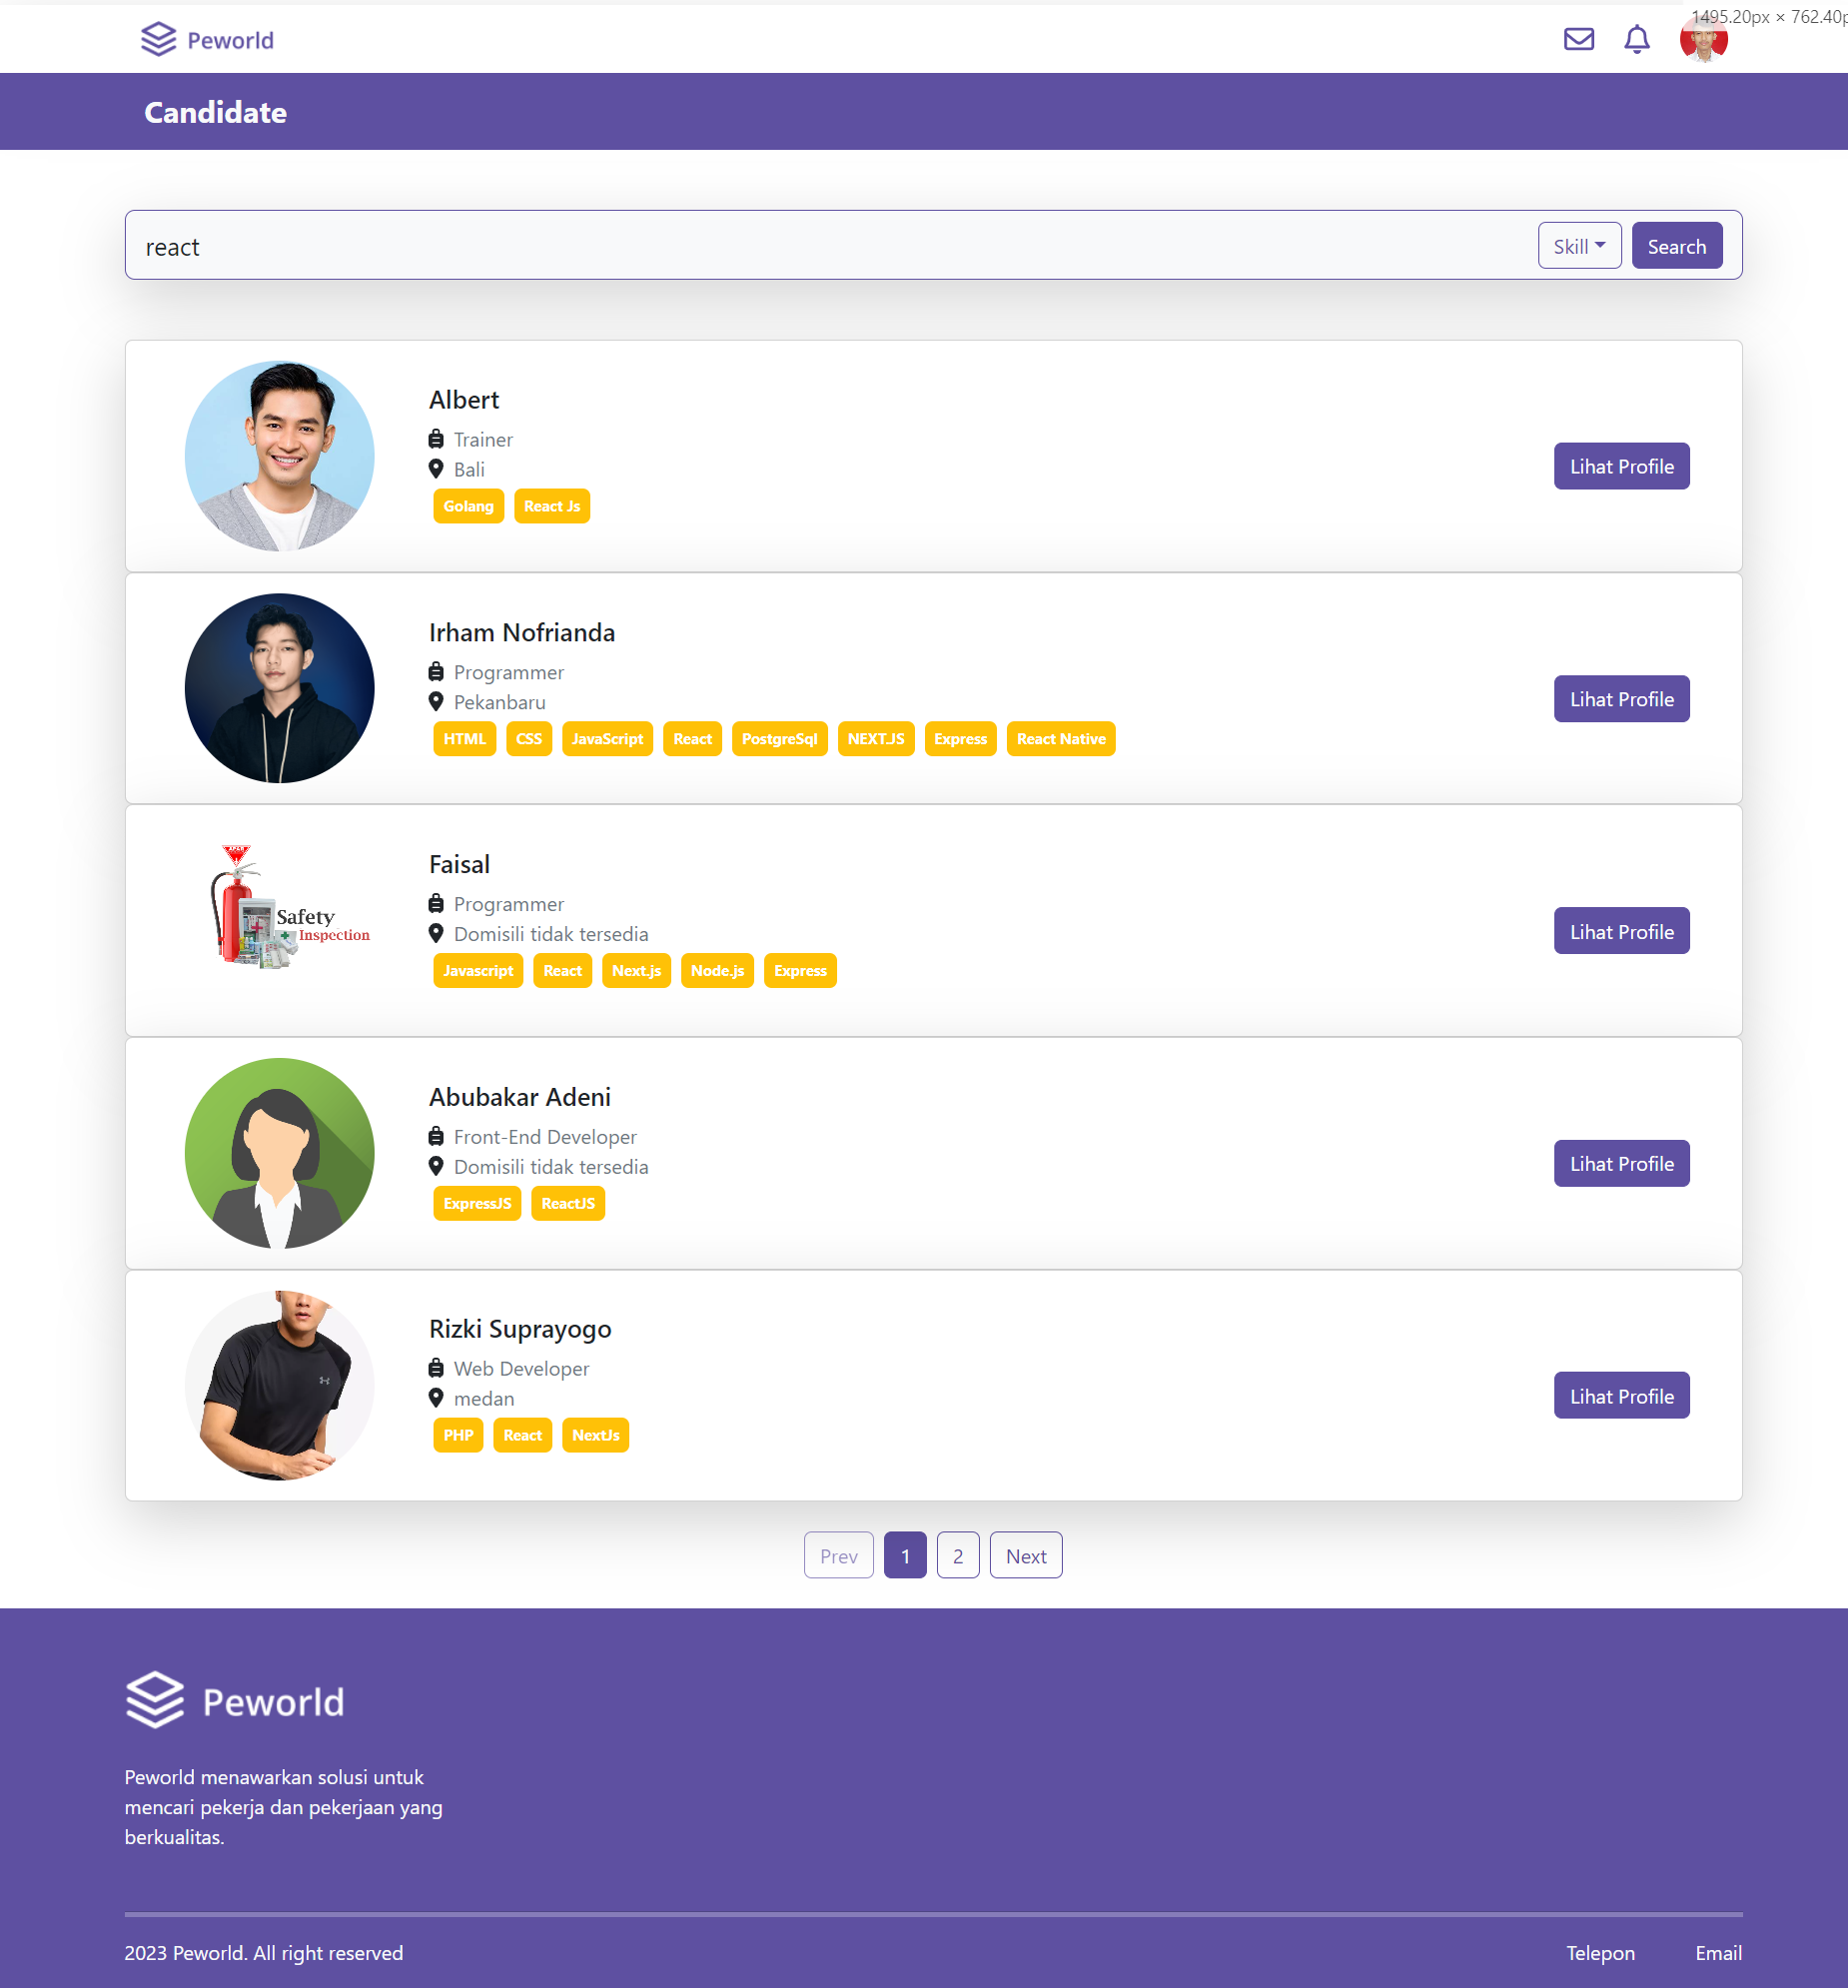 Peworld
1495.20px × 762.40p
Candidate
react
Skill
Search
Albert
Trainer
Bali
Golang React Js
Lihat Profile
Irham Nofrianda
Programmer
Pekanbaru
HTML CSS JavaScript React PostgreSql NEXT.JS Express React Native
Lihat Profile
Safety
Inspection
Faisal
Programmer
Domisili tidak tersedia
Javascript React Next.js Node.js Express
Lihat Profile
Abubakar Adeni
Front-End Developer
Domisili tidak tersedia
ExpressJS ReactJS
Lihat Profile
Rizki Suprayogo
Web Developer
medan
PHP React NextJs
Lihat Profile
Prev 1 2 Next
Peworld
Peworld menawarkan solusi untuk
mencari pekerja dan pekerjaan yang
berkualitas.
2023 Peworld. All right reserved
Telepon Email